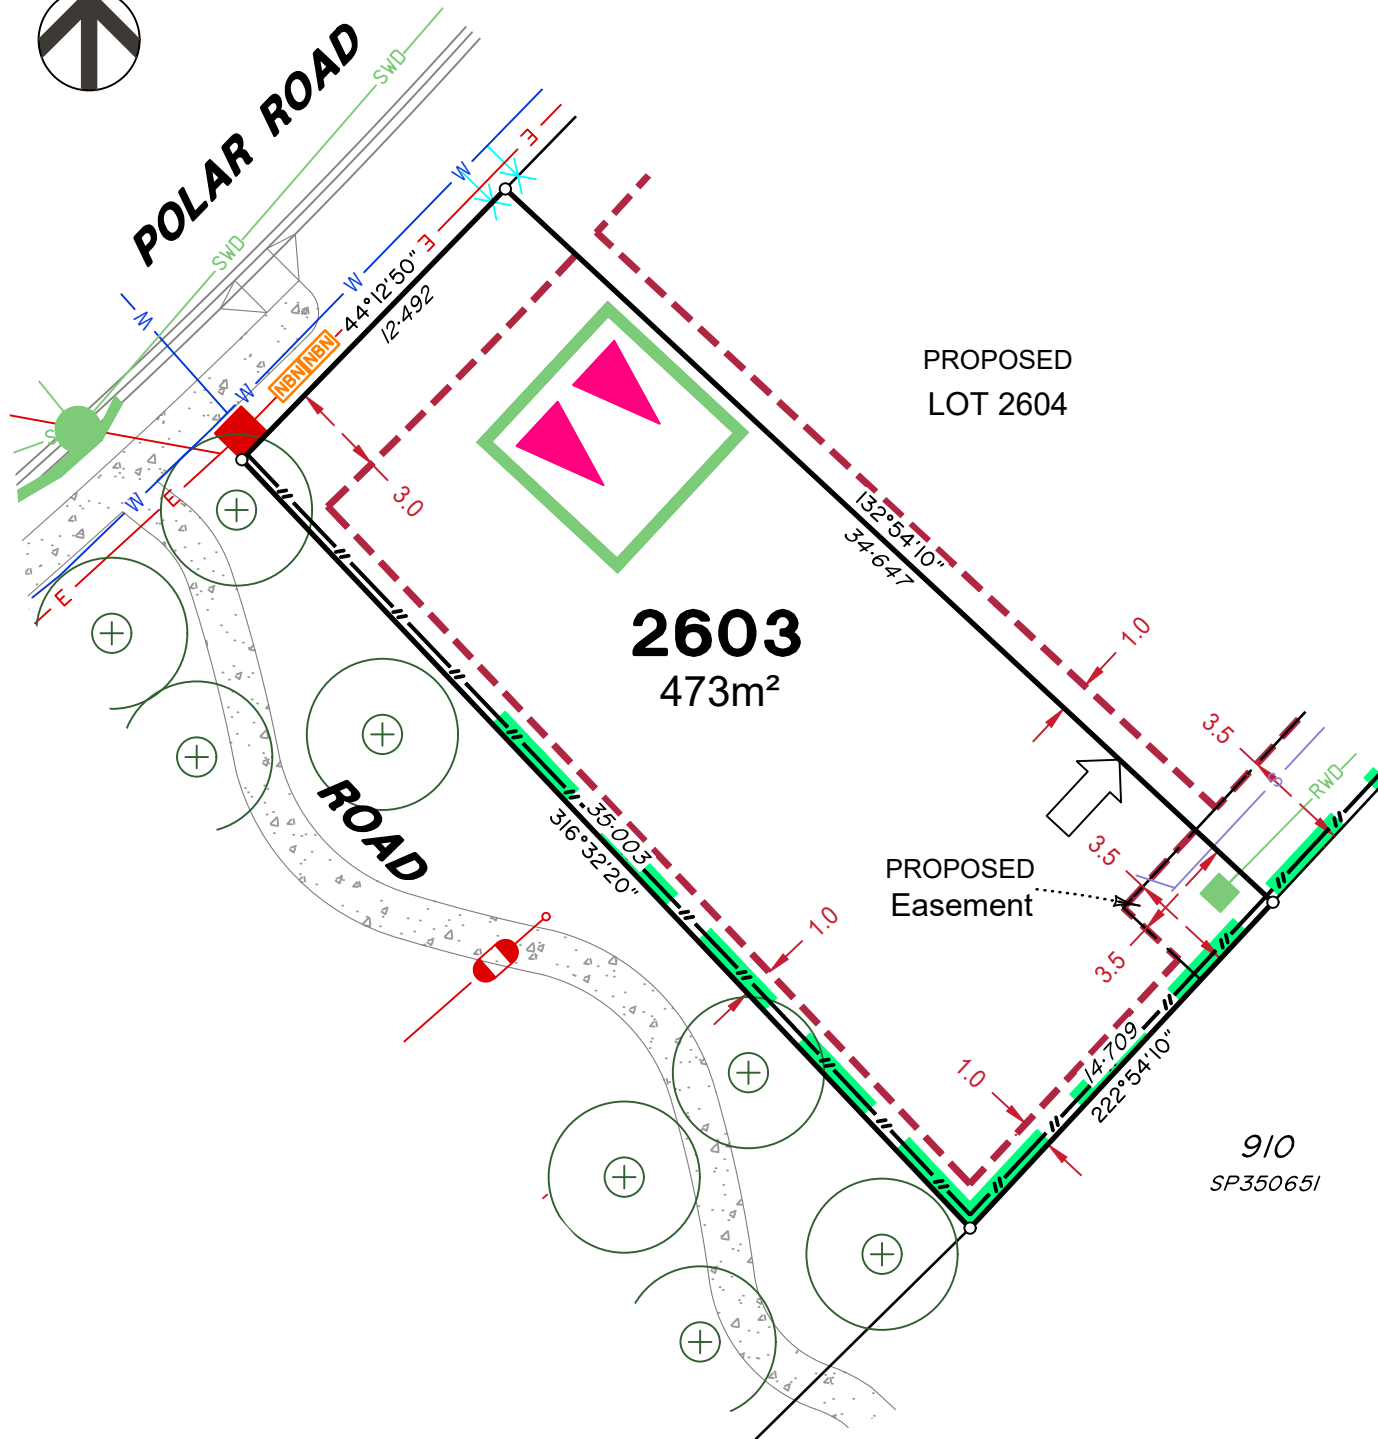 POLAR ROAD
SWD
SWD
W
E
W
E
W
44°12'50"
12·492
NBN
NBN
W
W
E
W
E
S
3.0
PROPOSED
LOT 2604
132°54'10"
34·647
2603
473m²
1.0
3.5
S
RWD
3.5
PROPOSED
Easement
3.5
ROAD
35·003
316°32'20"
1.0
1.0
14·709
222°54'10"
910
SP350651